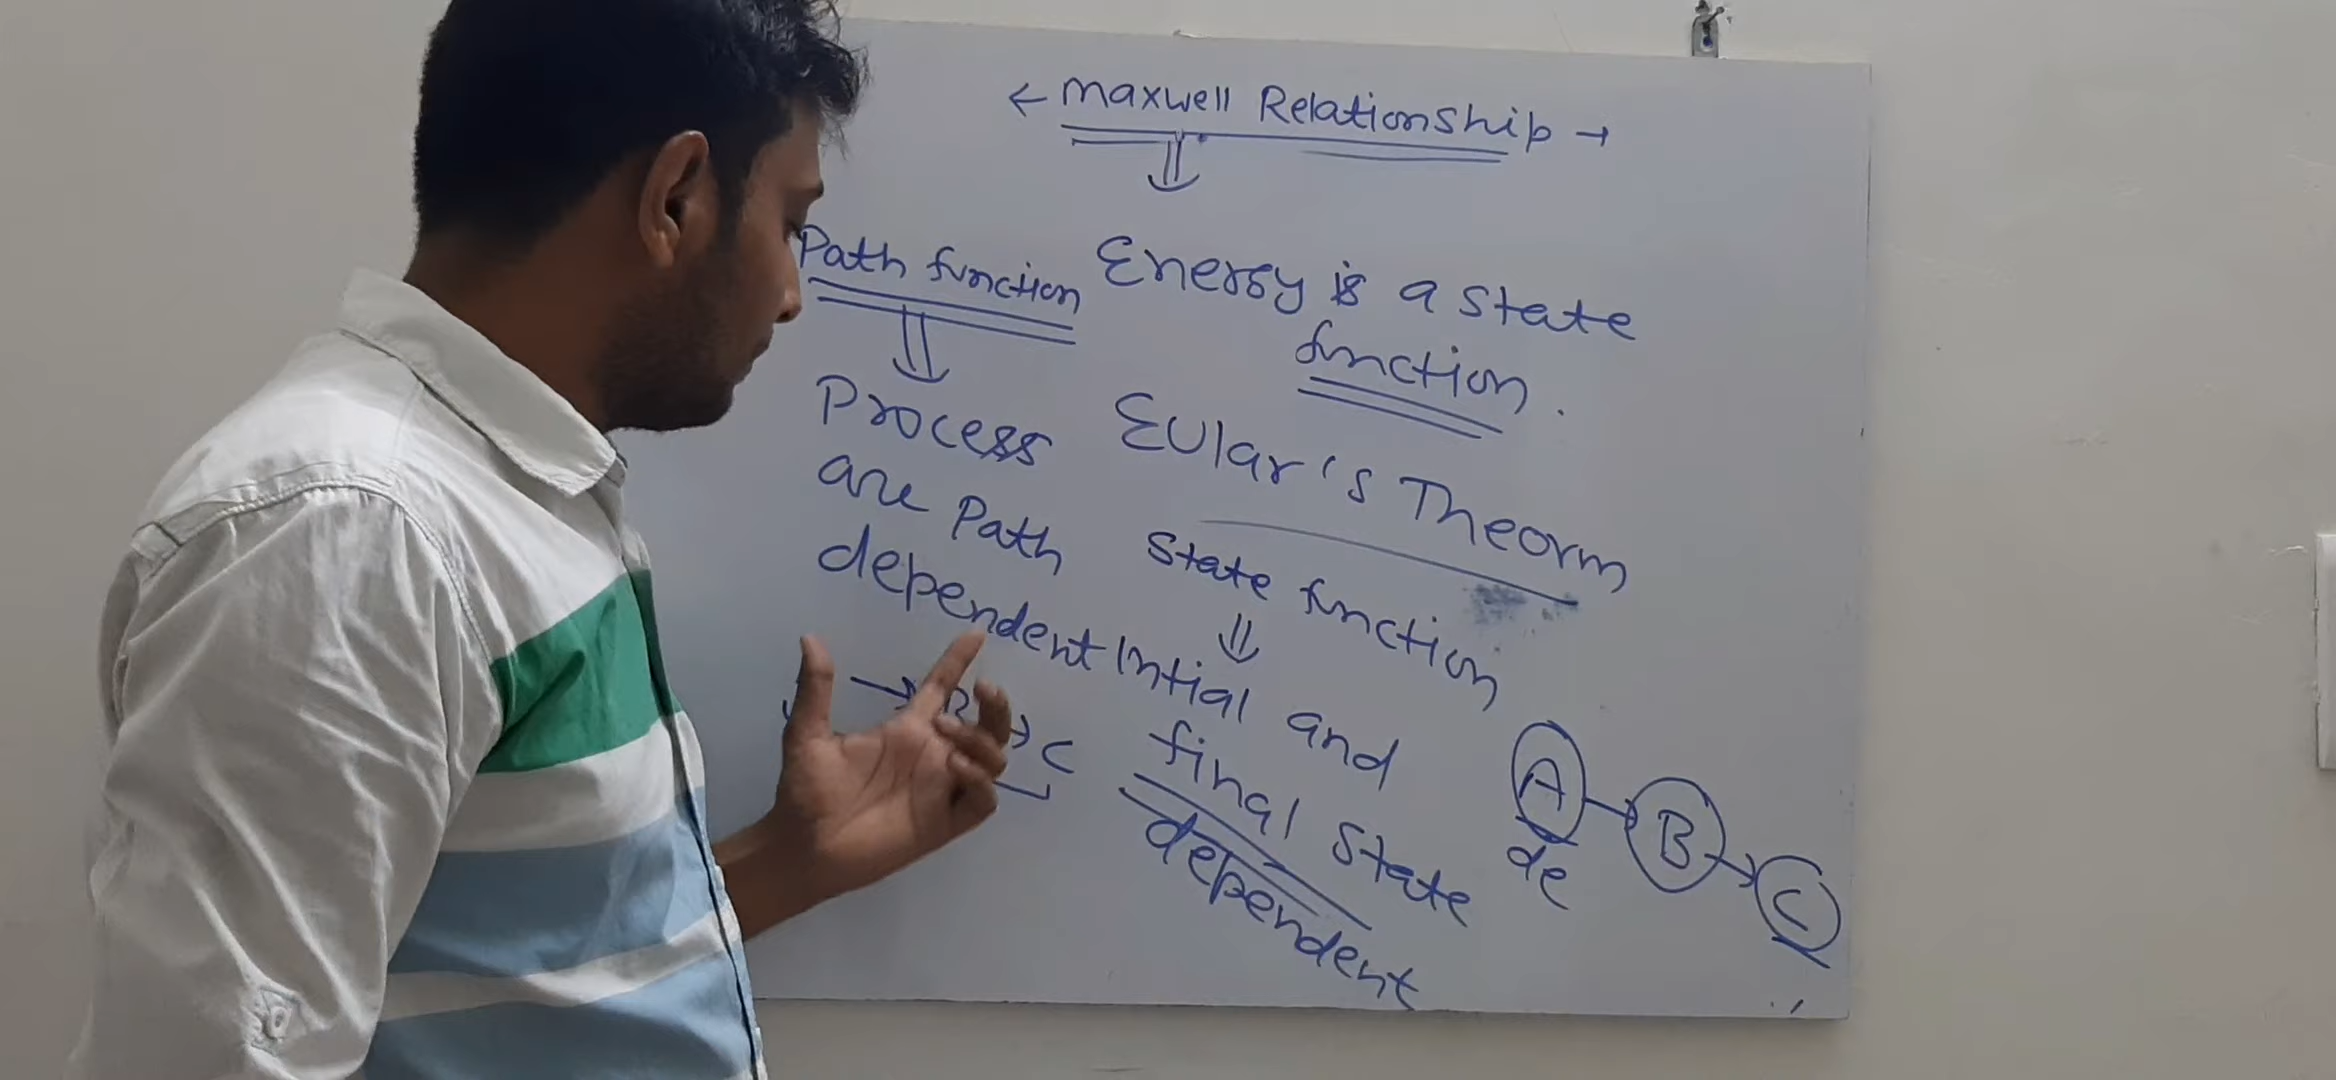 ← Maxwell Relationship →
Path function
Process
are Path
dependent
→ B → C
Energy is a state
function.
Eular's Theorm
State function
Intial and
final State
dependent
A → B → C
de